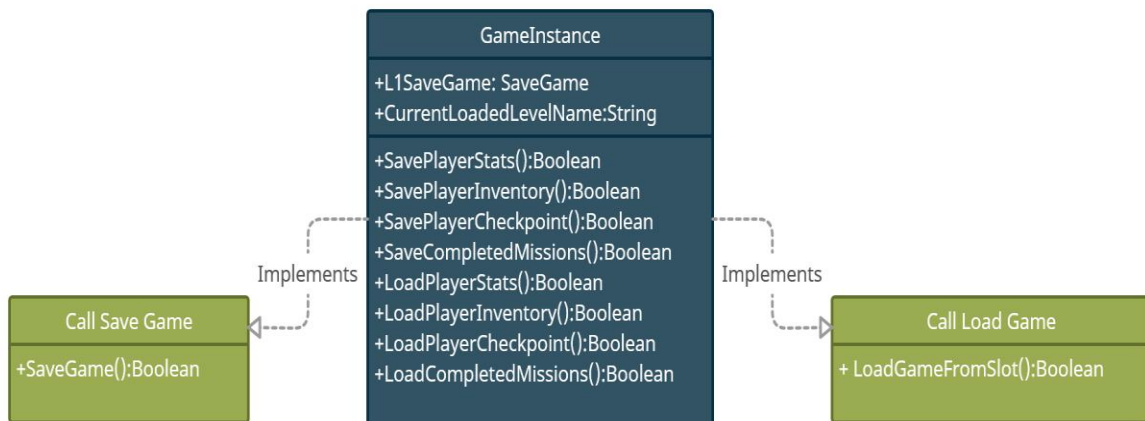 GameInstance
+L1SaveGame: SaveGame
+CurrentLoadedLevelName:String
+SavePlayerStats():Boolean
+SavePlayerInventory():Boolean
+SavePlayerCheckpoint():Boolean
+SaveCompletedMissions():Boolean
+LoadPlayerStats():Boolean
+LoadPlayerInventory():Boolean
+LoadPlayerCheckpoint():Boolean
+LoadCompletedMissions():Boolean
Implements
Implements
Call Save Game
+SaveGame():Boolean
Call Load Game
+ LoadGameFromSlot():Boolean